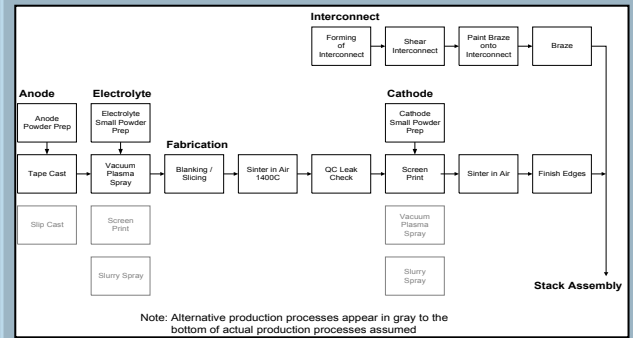 Interconnect
Forming
of
Interconnect
Shear
Interconnect
Paint Braze
onto
Interconnect
Braze
Anode
Electrolyte
Anode
Powder Prep
Electrolyte
Small Powder
Prep
Fabrication
Cathode
Cathode
Small Powder
Prep
Tape Cast
Vacuum
Plasma
Spray
Blanking /
Slicing
Sinter in Air
1400C
QC Leak
Check
Screen
Print
Sinter in Air
Finish Edges
Slip Cast
Screen
Print
Vacuum
Plasma
Spray
Slurry Spray
Slurry
Spray
Stack Assembly
Note: Alternative production processes appear in gray to the
bottom of actual production processes assumed